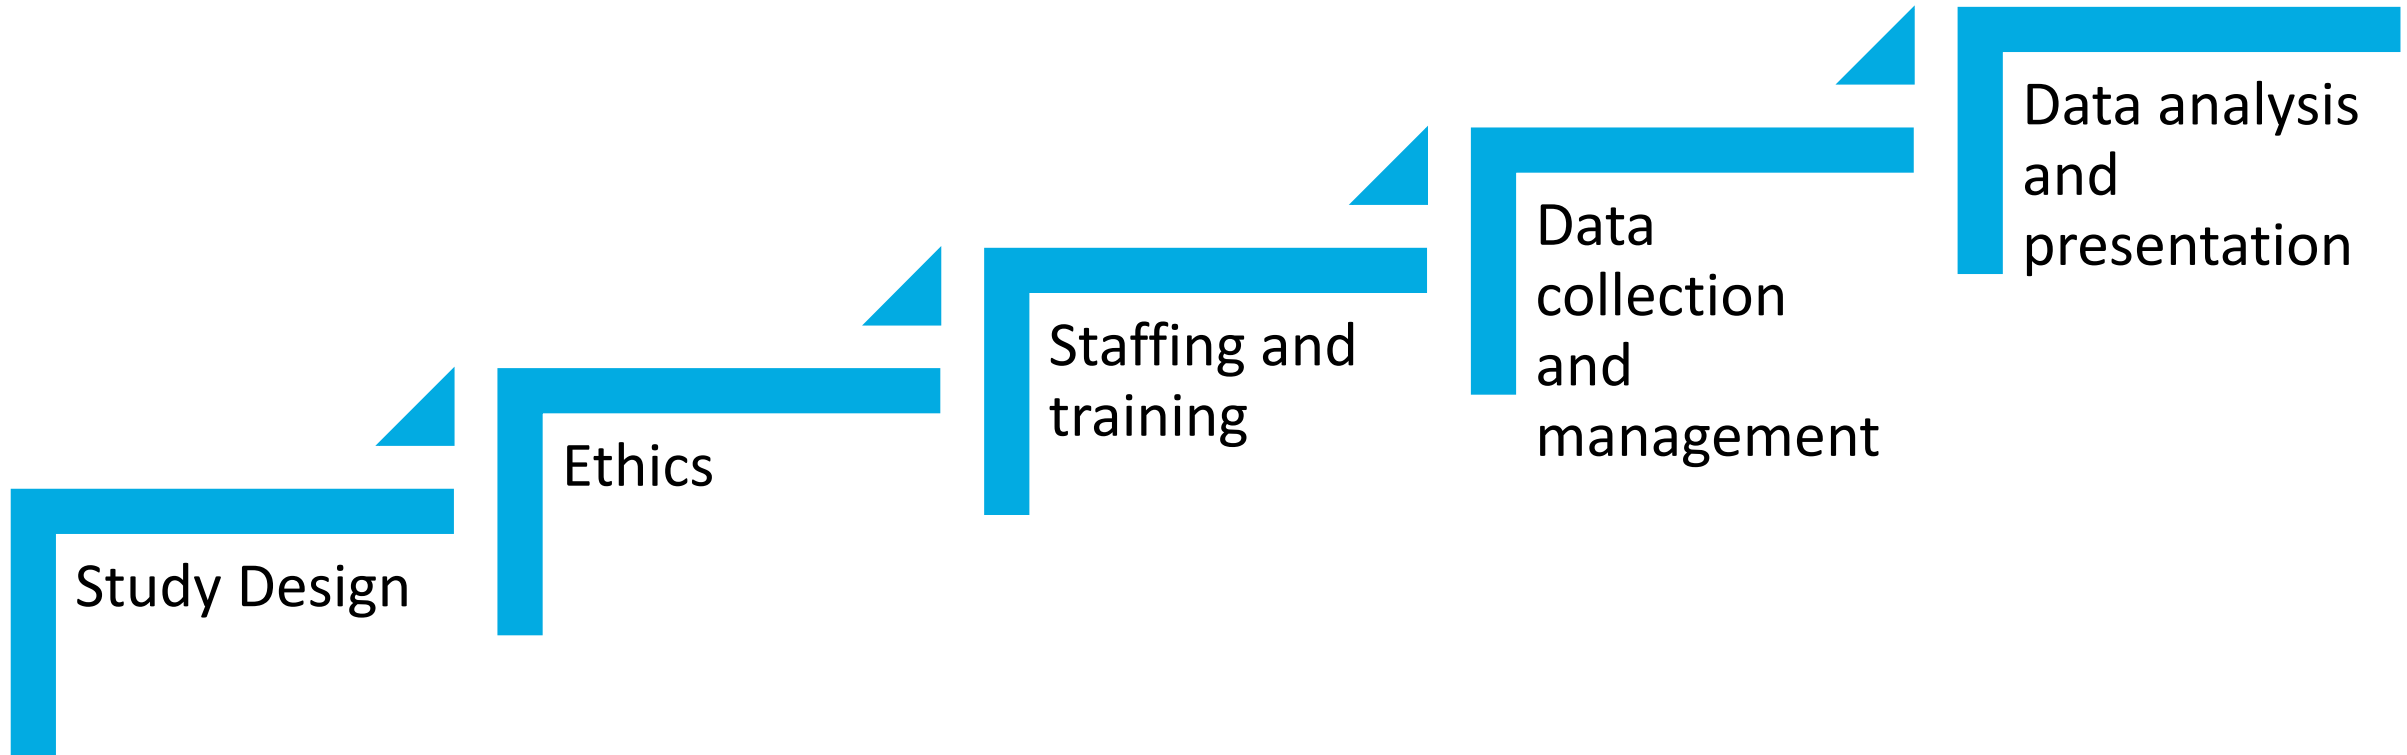 Study Design
Ethics
Staffing and
training
Data
collection
and
management
Data analysis
and
presentation